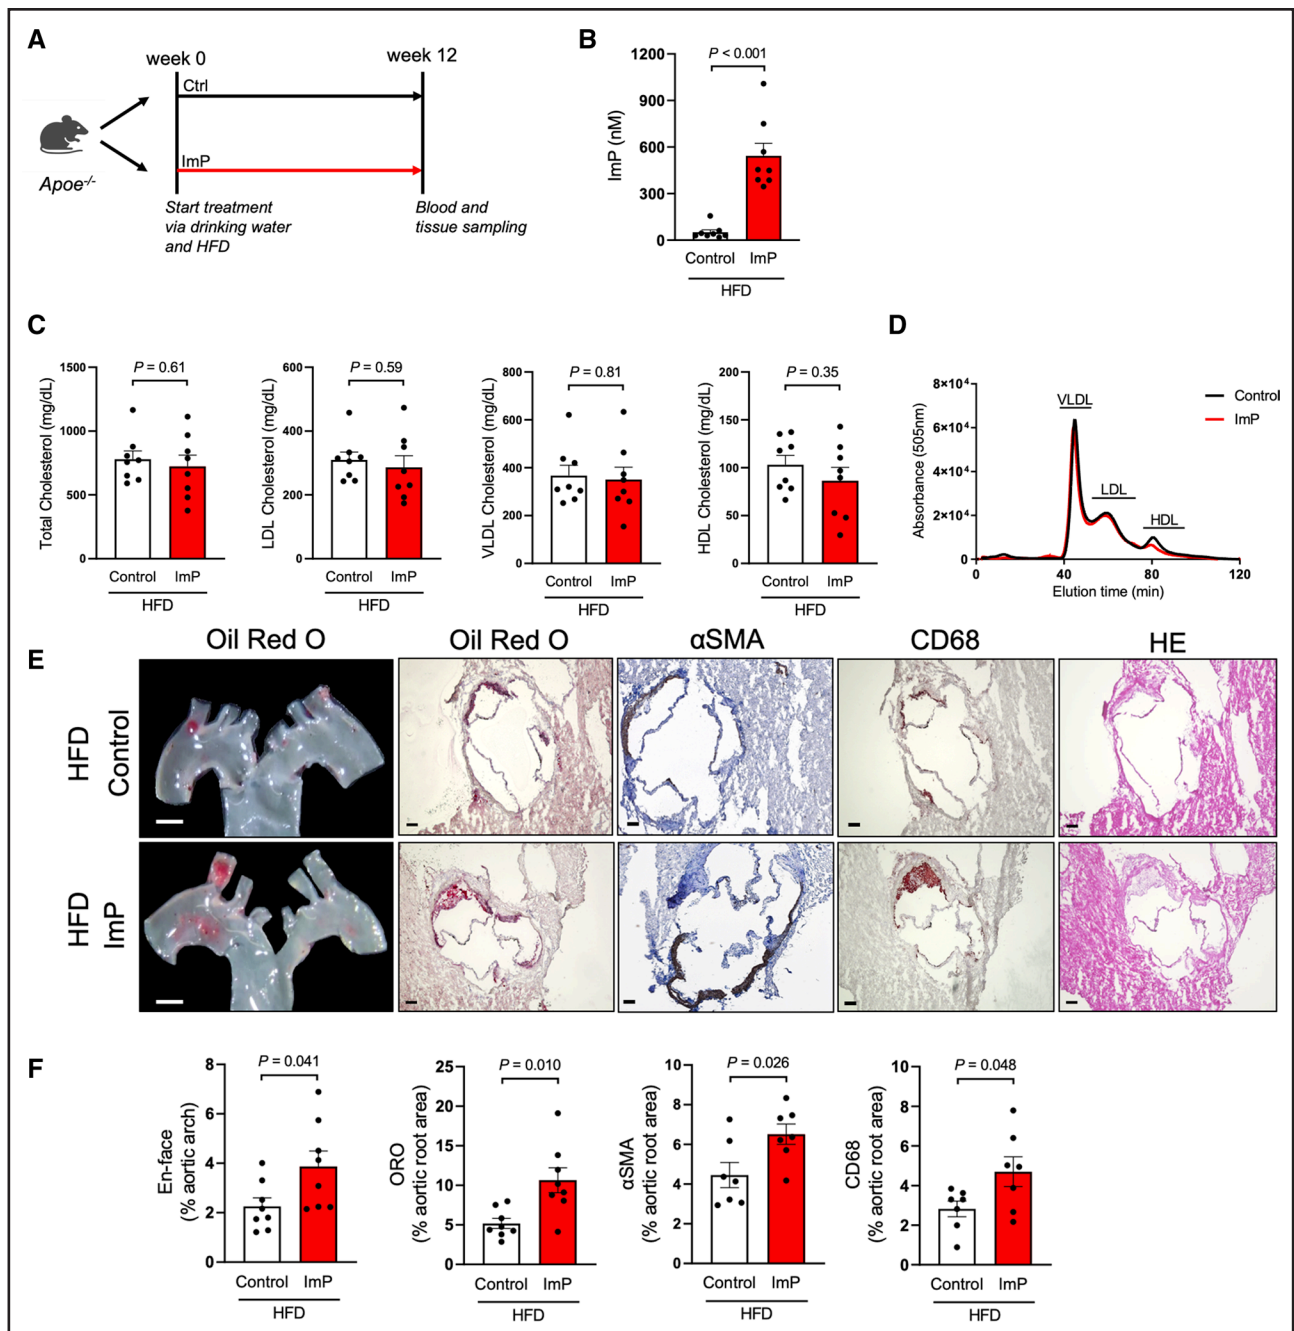 A
week 0
week 12
Ctrl
ImP
Apoe-/-
Start treatment
via drinking water
and HFD
Blood and
tissue sampling
B
P < 0.001
ImP (nM)
1200
900
600
300
0
Control ImP
HFD
C
P = 0.61
Total Cholesterol (mg/dL)
1500
1000
500
0
Control ImP
HFD
P = 0.59
LDL Cholesterol (mg/dL)
600
400
200
0
Control ImP
HFD
P = 0.81
VLDL Cholesterol (mg/dL)
800
600
400
200
0
Control ImP
HFD
P = 0.35
HDL Cholesterol (mg/dL)
200
150
100
50
0
Control ImP
HFD
D
Absorbance (505nm)
8×10⁴
6×10⁴
4×10⁴
2×10⁴
0
VLDL
LDL
HDL
Control
ImP
0 40 80 120
Elution time (min)
E
Oil Red O Oil Red O αSMA CD68 HE
HFD
Control
HFD
ImP
F
P = 0.041
En-face
(% aortic arch)
8
6
4
2
0
Control ImP
HFD
P = 0.010
ORO
(% aortic root area)
25
20
15
10
5
0
Control ImP
HFD
P = 0.026
αSMA
(% aortic root area)
10
8
6
4
2
0
Control ImP
HFD
P = 0.048
CD68
(% aortic root area)
10
8
6
4
2
0
Control ImP
HFD